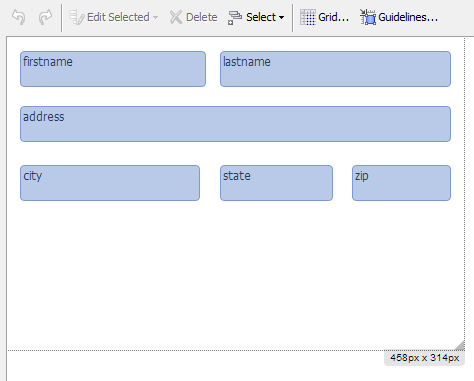 Edit Selected Delete Select Grid... Guidelines...
firstname lastname
address
city state zip
458px x 314px